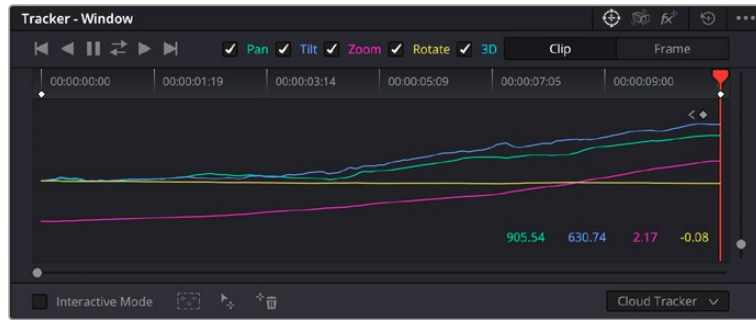 Tracker - Window
Pan Tilt Zoom Rotate 3D Clip Frame
00:00:00:00 00:00:01:19 00:00:03:14 00:00:05:09 00:00:07:05 00:00:09:00
905.54 630.74 2.17 -0.08
Interactive Mode Cloud Tracker